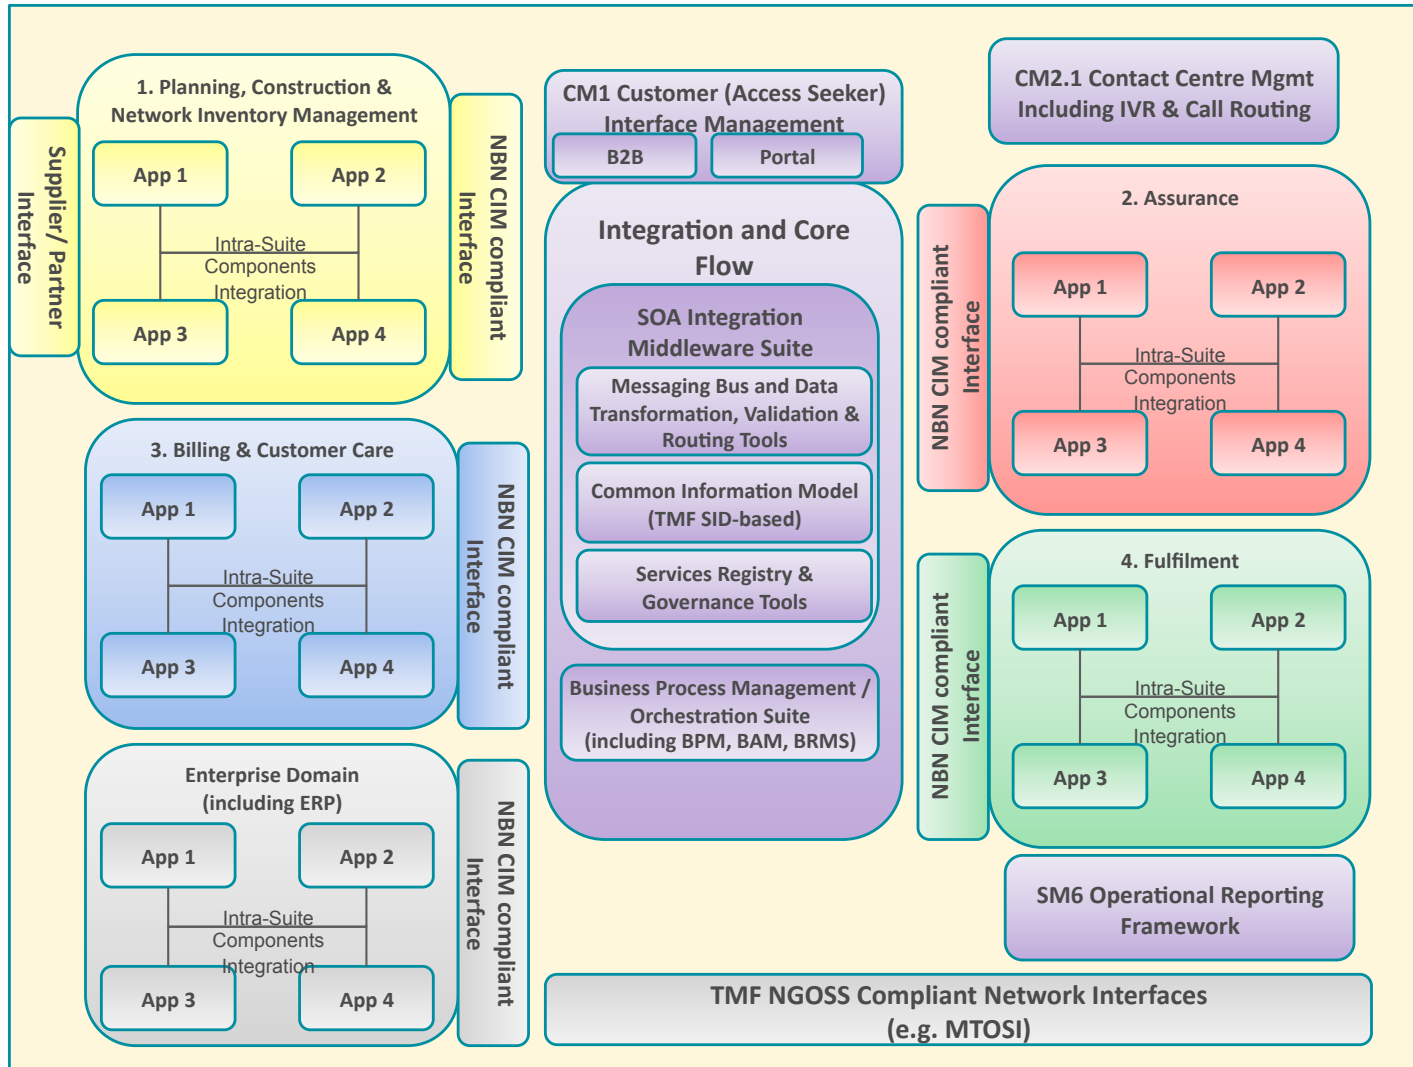 1. Planning, Construction &
Network Inventory Management
App 1
App 2
Intra-Suite
Components
Integration
App 3
App 4
Supplier/ Partner
Interface
NBN CIM compliant
Interface
3. Billing & Customer Care
App 1
App 2
Intra-Suite
Components
Integration
App 3
App 4
NBN CIM compliant
Interface
Enterprise Domain
(including ERP)
App 1
App 2
Intra-Suite
Components
Integration
App 3
App 4
NBN CIM compliant
Interface
CM1 Customer (Access Seeker)
Interface Management
B2B
Portal
Integration and Core
Flow
SOA Integration
Middleware Suite
Messaging Bus and Data
Transformation, Validation &
Routing Tools
Common Information Model
(TMF SID-based)
Services Registry &
Governance Tools
Business Process Management /
Orchestration Suite
(including BPM, BAM, BRMS)
CM2.1 Contact Centre Mgmt
Including IVR & Call Routing
NBN CIM compliant
Interface
2. Assurance
App 1
App 2
Intra-Suite
Components
Integration
App 3
App 4
NBN CIM compliant
Interface
4. Fulfilment
App 1
App 2
Intra-Suite
Components
Integration
App 3
App 4
SM6 Operational Reporting
Framework
TMF NGOSS Compliant Network Interfaces
(e.g. MTOSI)